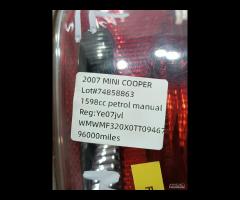 2007 MINI COOPER
Lot#74858863
1598cc petrol manual
Reg:Ye07jvl
WMWMF320X0TT09467
96000miles